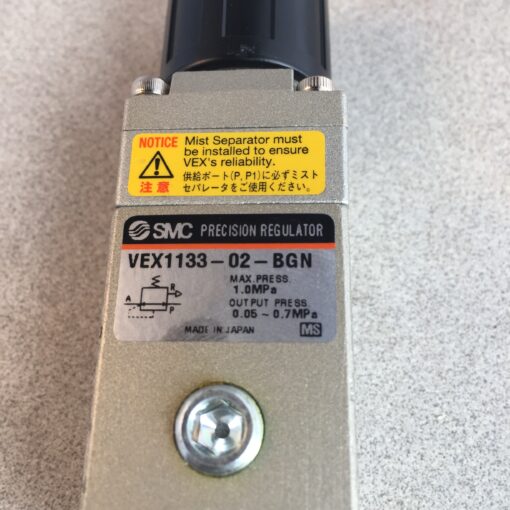 NOTICE
注意
Mist Separator must
be installed to ensure
VEX's reliability.
供給ポート(P, P1)に必ずミスト
セパレータをご使用ください。
SMC PRECISION REGULATOR
VEX1133-02-BGN
MAX.PRESS.
1.0MPa
OUTPUT PRESS.
0.05 ~ 0.7MPa
A
R
P
MADE IN JAPAN
MS